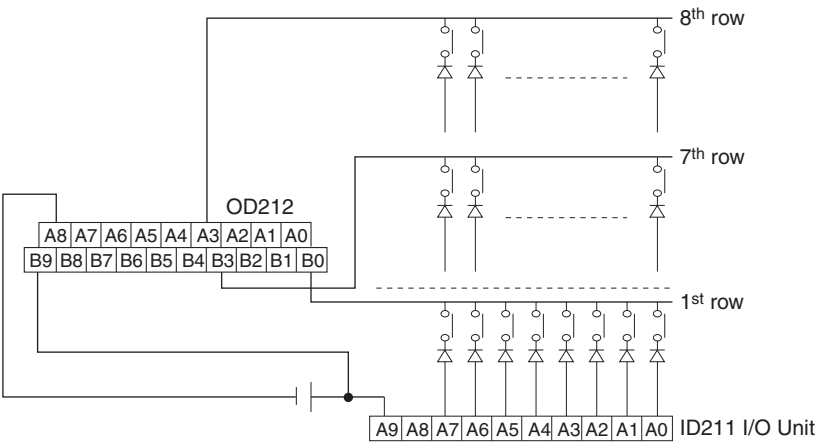 8th row
7th row
OD212
A8 A7 A6 A5 A4 A3 A2 A1 A0
B9 B8 B7 B6 B5 B4 B3 B2 B1 B0
1st row
A9 A8 A7 A6 A5 A4 A3 A2 A1 A0 ID211 I/O Unit